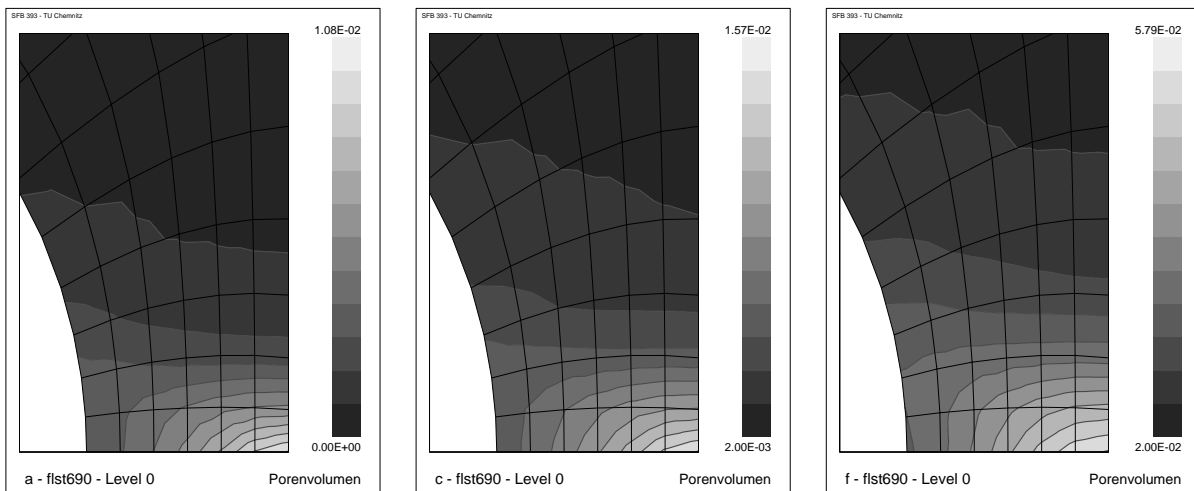 SFB 393 - TU Chemnitz
1.08E-02
0.00E+00
a - flst690 - Level 0 Porenvolumen
SFB 393 - TU Chemnitz
1.57E-02
2.00E-03
c - flst690 - Level 0 Porenvolumen
SFB 393 - TU Chemnitz
5.79E-02
2.00E-02
f - flst690 - Level 0 Porenvolumen